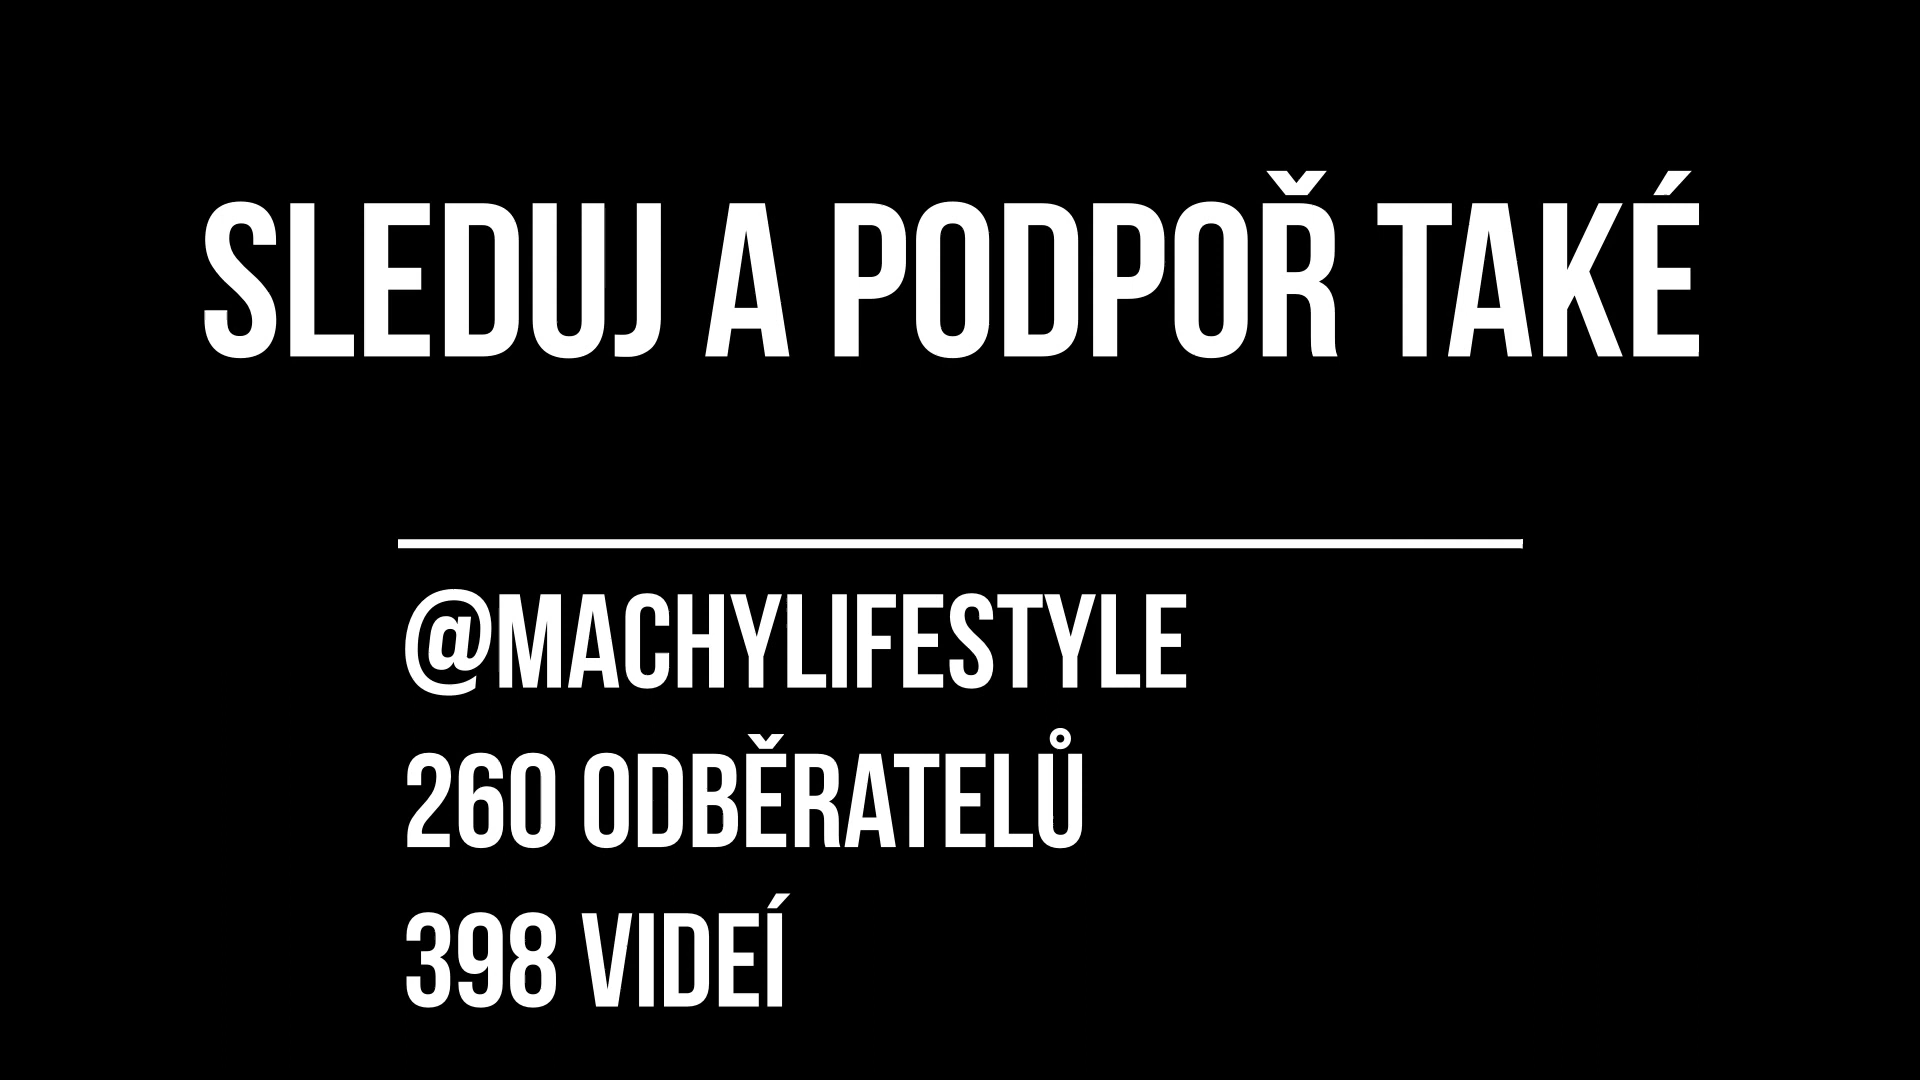 SLEDUJ A PODPOŘ TAKÉ
@MACHYLIFESTYLE
260 ODBĚRATELŮ
398 VIDEÍ